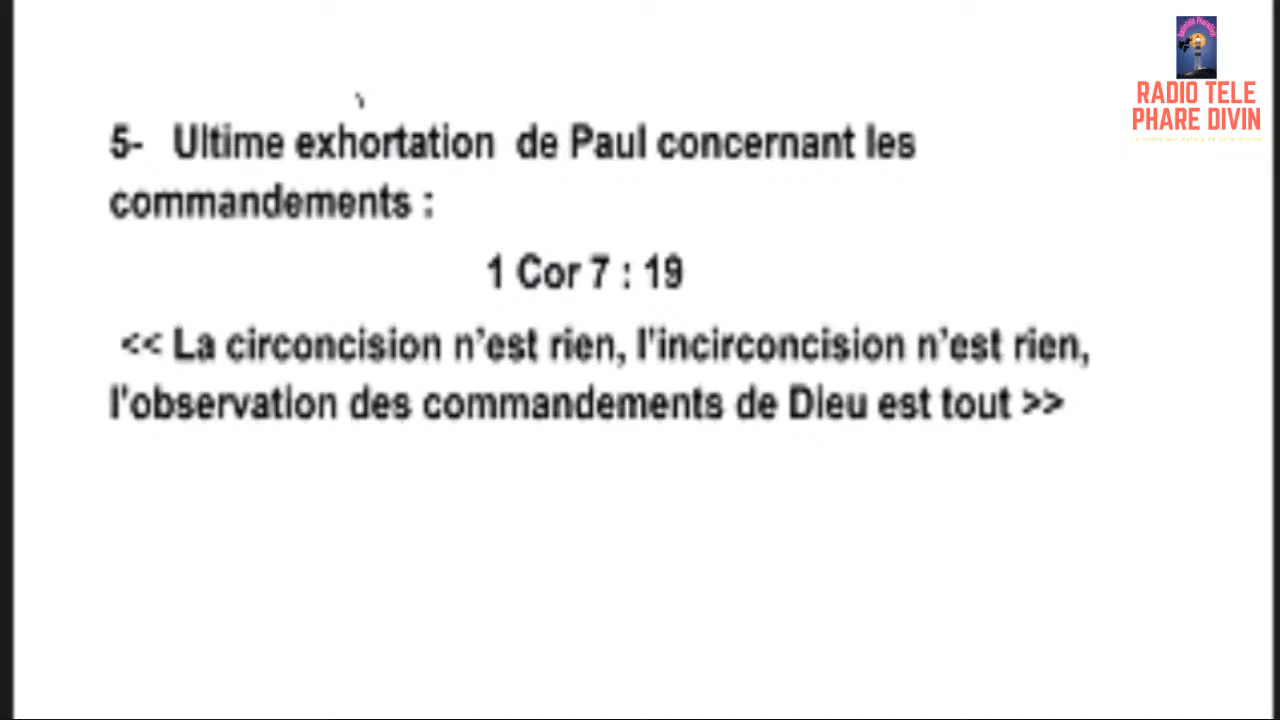 5- Ultime exhortation de Paul concernant les
commandements :
1 Cor 7 : 19
<< La circoncision n'est rien, l'incirconcision n'est rien,
l'observation des commandements de Dieu est tout >>
RADIO TELE
PHARE DIVIN